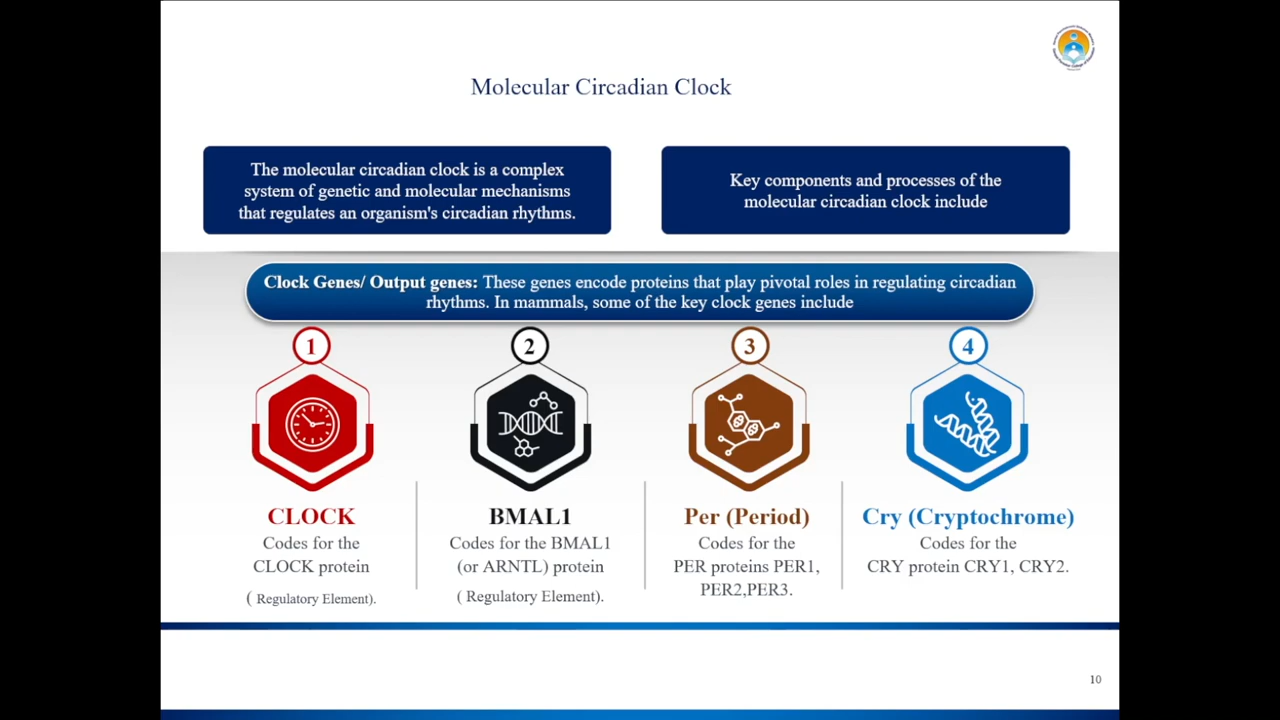 Molecular Circadian Clock
The molecular circadian clock is a complex
system of genetic and molecular mechanisms
that regulates an organism's circadian rhythms.
Key components and processes of the
molecular circadian clock include
Clock Genes/ Output genes: These genes encode proteins that play pivotal roles in regulating circadian
rhythms. In mammals, some of the key clock genes include
1
2
3
4
CLOCK
Codes for the
CLOCK protein
( Regulatory Element).
BMAL1
Codes for the BMAL1
(or ARNTL) protein
( Regulatory Element).
Per (Period)
Codes for the
PER proteins PER1,
PER2,PER3.
Cry (Cryptochrome)
Codes for the
CRY protein CRY1, CRY2.
10